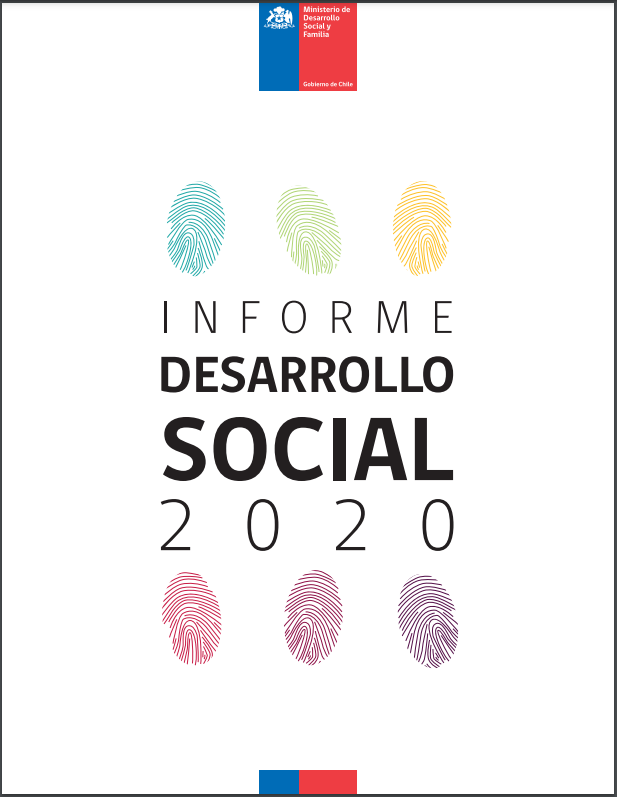 Ministerio de
Desarrollo
Social y
Familia
Gobierno de Chile
INFORME
DESARROLLO
SOCIAL
2020